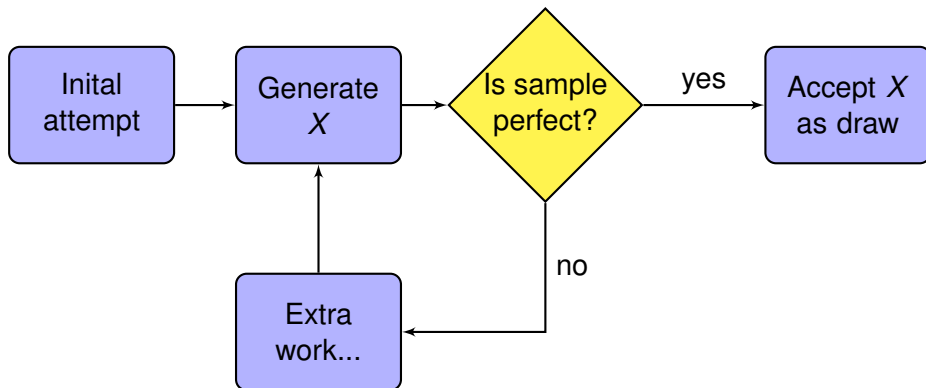 Inital
attempt
Generate
X
Is sample
perfect?
yes
Accept X
as draw
no
Extra
work...